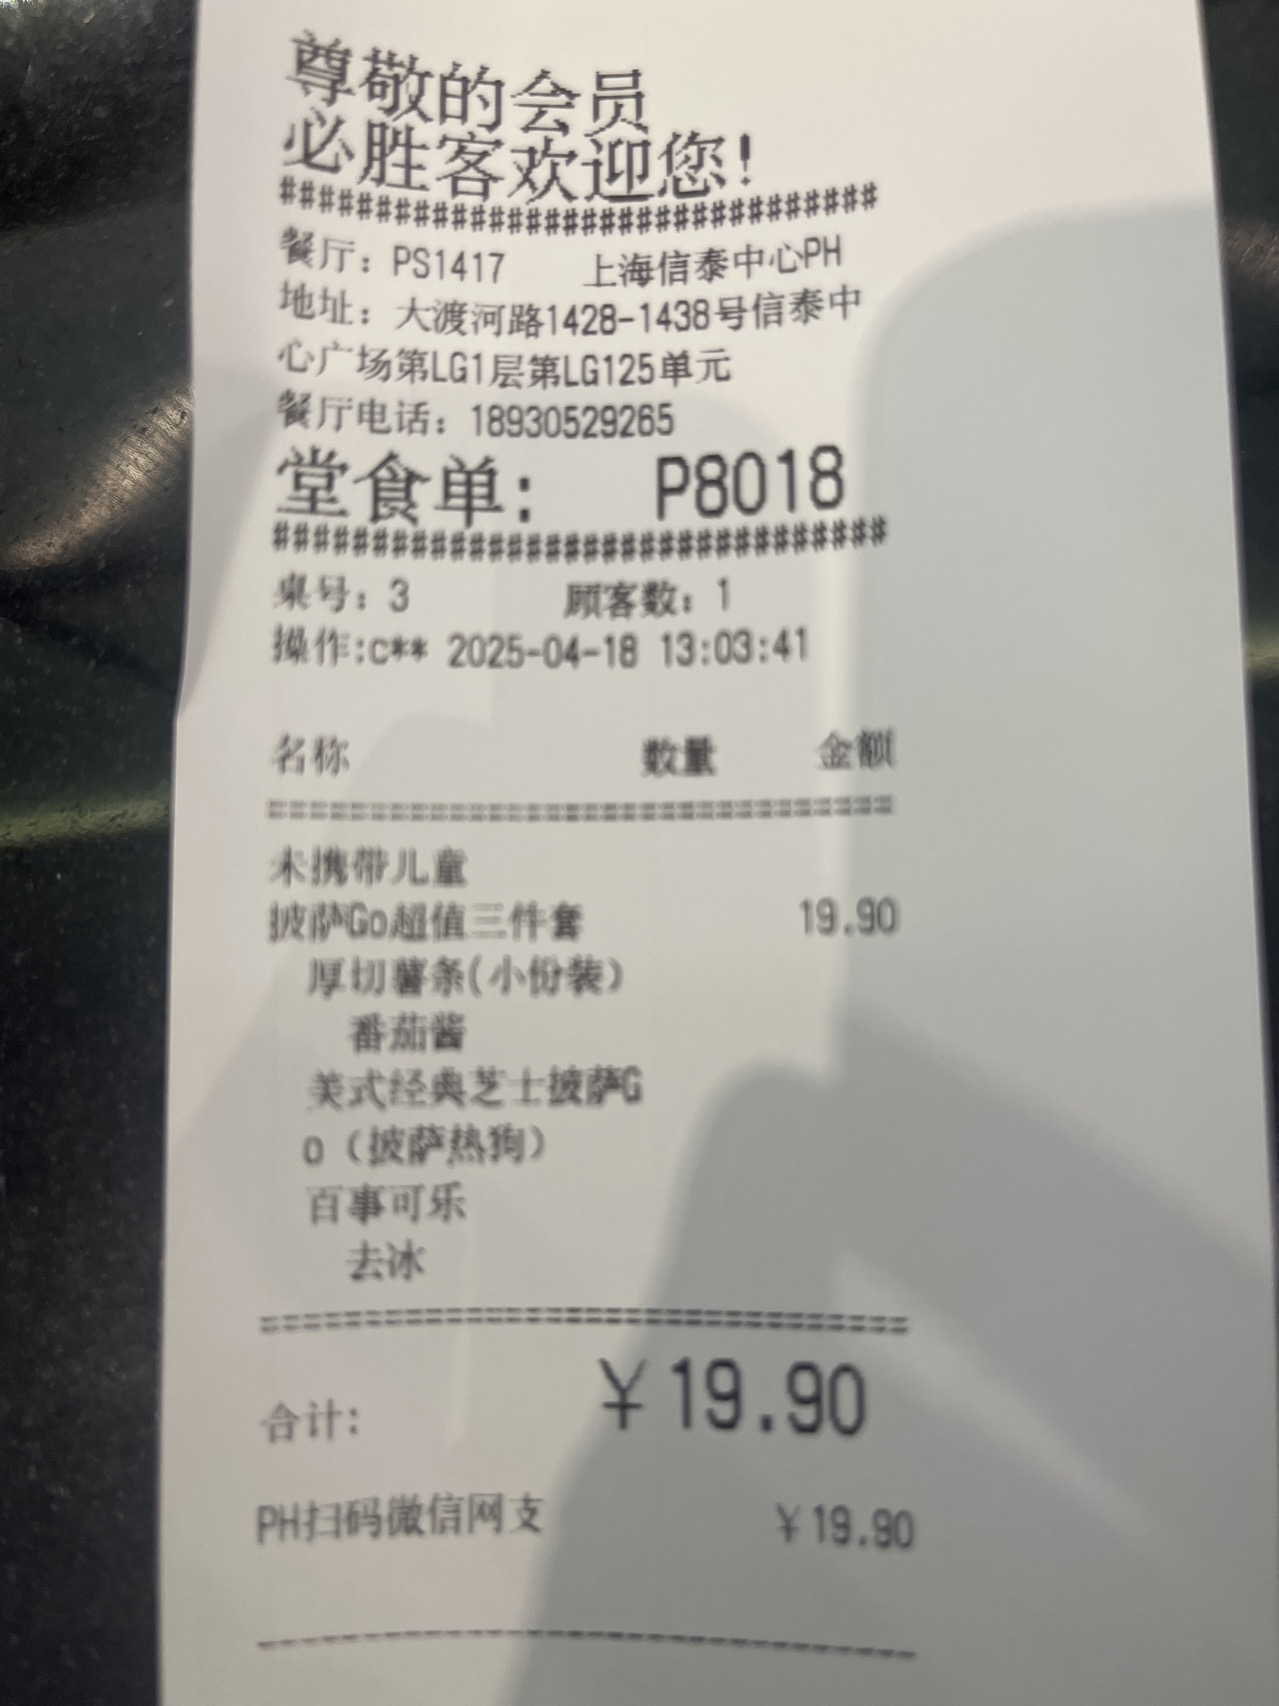 尊敬的会员
必胜客欢迎您!
###############################
餐厅：PS1417 上海信泰中心PH
地址：大渡河路1428-1438号信泰中
心广场第LG1层第LG125单元
餐厅电话：18930529265
堂食单: P8018
###############################
桌号：3 顾客数：1
操作:c** 2025-04-18 13:03:41
名称 数量 金额
================================
未携带儿童
披萨Go超值三件套 19.90
厚切薯条(小份装)
番茄酱
美式经典芝士披萨G
o（披萨热狗）
百事可乐
去冰
================================
合计: ￥19.90
PH扫码微信网支 ￥19.90
--------------------------------